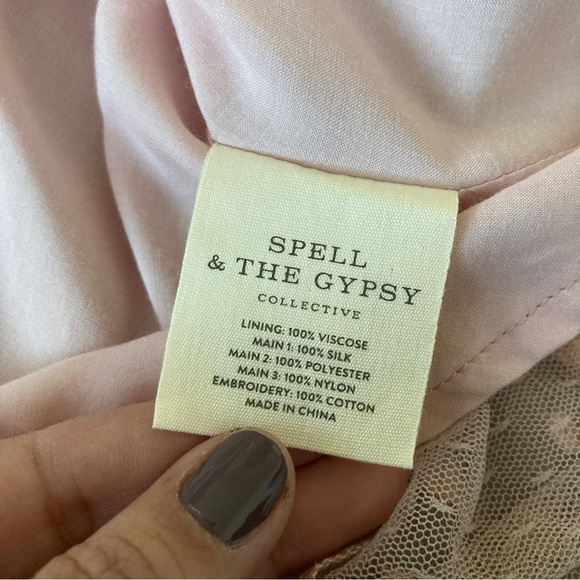 SPELL
& THE GYPSY
COLLECTIVE
LINING: 100% VISCOSE
MAIN 1: 100% SILK
MAIN 2: 100% POLYESTER
MAIN 3: 100% NYLON
EMBROIDERY: 100% COTTON
MADE IN CHINA